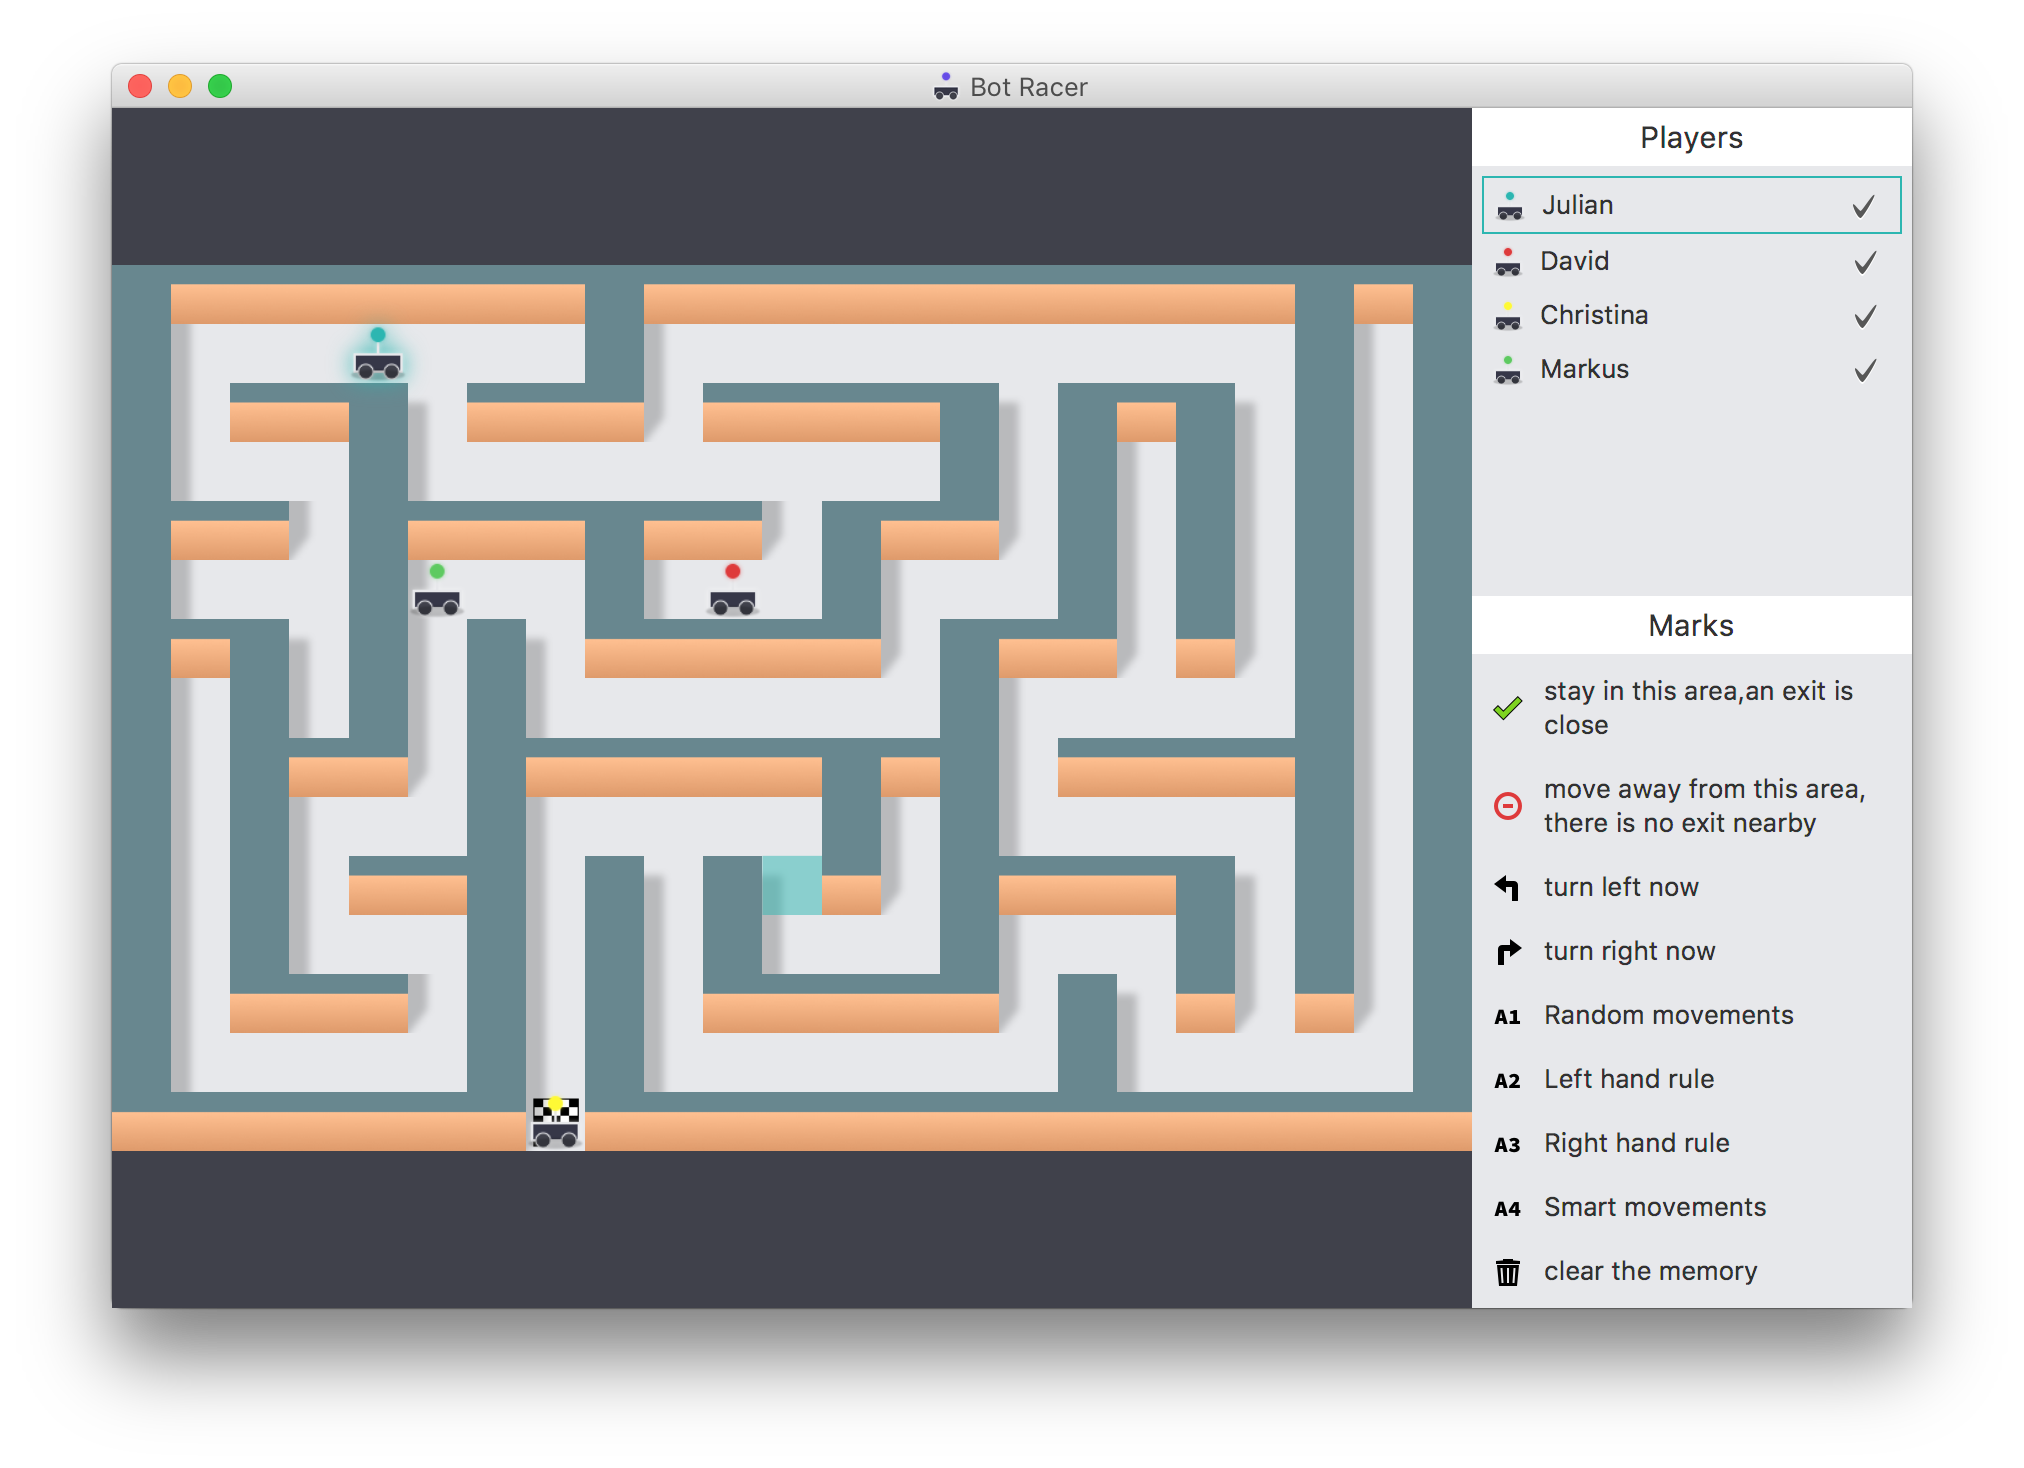 Bot Racer
Players
Julian
David
Christina
Markus
Marks
stay in this area,an exit is
close
move away from this area,
there is no exit nearby
turn left now
turn right now
A1 Random movements
A2 Left hand rule
A3 Right hand rule
A4 Smart movements
clear the memory